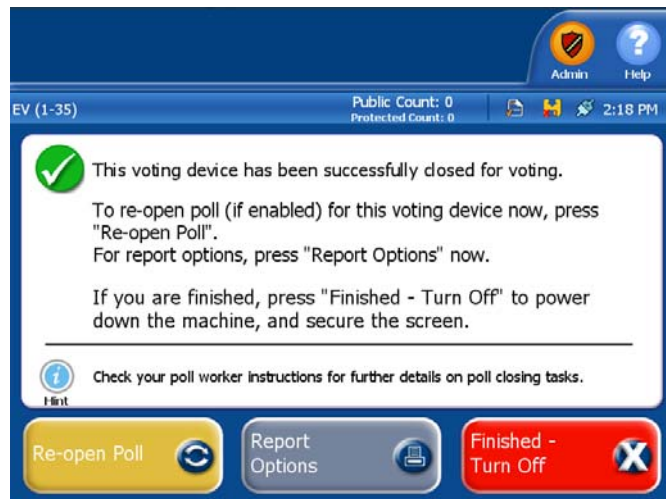 Admin
Help
EV (1-35)
Public Count: 0
Protected Count: 0
2:18 PM
This voting device has been successfully closed for voting.
To re-open poll (if enabled) for this voting device now, press
"Re-open Poll".
For report options, press "Report Options" now.
If you are finished, press "Finished - Turn Off" to power
down the machine, and secure the screen.
Check your poll worker instructions for further details on poll closing tasks.
Hint
Re-open Poll
Report
Options
Finished -
Turn Off